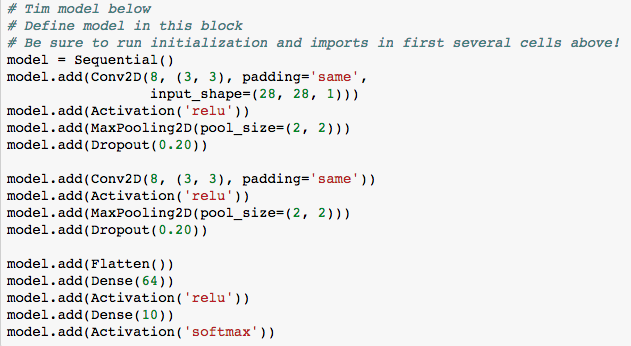 # Tim model below
# Define model in this block
# Be sure to run initialization and imports in first several cells above!
model = Sequential()
model.add(Conv2D(8, (3, 3), padding='same',
                 input_shape=(28, 28, 1)))
model.add(Activation('relu'))
model.add(MaxPooling2D(pool_size=(2, 2)))
model.add(Dropout(0.20))

model.add(Conv2D(8, (3, 3), padding='same'))
model.add(Activation('relu'))
model.add(MaxPooling2D(pool_size=(2, 2)))
model.add(Dropout(0.20))

model.add(Flatten())
model.add(Dense(64))
model.add(Activation('relu'))
model.add(Dense(10))
model.add(Activation('softmax'))